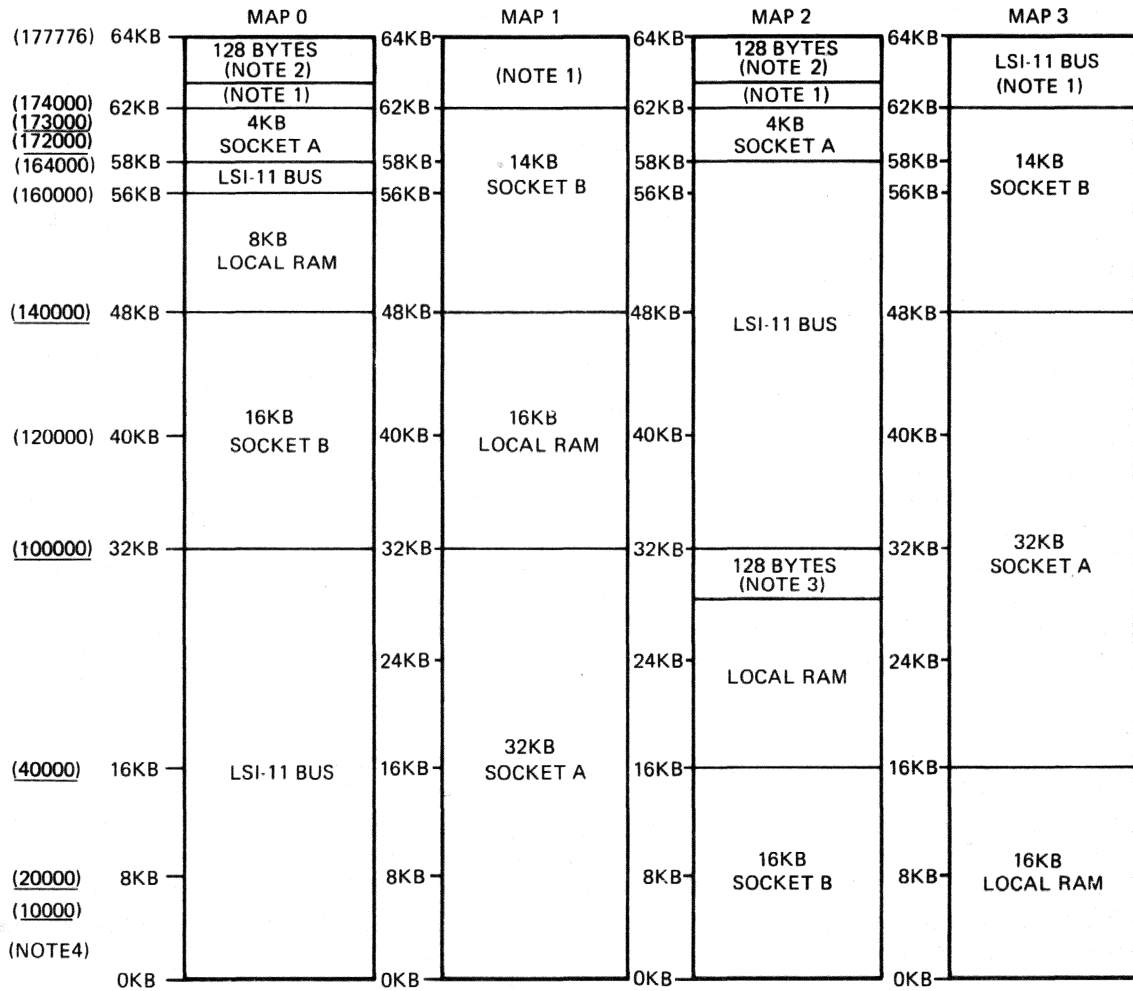 MAP 0 MAP 1 MAP 2 MAP 3
(177776) 64KB 64KB 64KB 64KB
128 BYTES
(NOTE 2)
(NOTE 1)
(NOTE 1)
128 BYTES
(NOTE 2)
(NOTE 1)
LSI-11 BUS
(NOTE 1)
(174000) 62KB 62KB 62KB 62KB
(173000)
(172000)
4KB
SOCKET A
4KB
SOCKET A
(164000) 58KB 58KB 58KB 58KB
LSI-11 BUS
14KB
SOCKET B
14KB
SOCKET B
(160000) 56KB 56KB 56KB 56KB
8KB
LOCAL RAM
(140000) 48KB 48KB 48KB 48KB
LSI-11 BUS
16KB
SOCKET B
16KB
LOCAL RAM
(120000) 40KB 40KB 40KB 40KB
(100000) 32KB 32KB 32KB 32KB
128 BYTES
(NOTE 3)
32KB
SOCKET A
24KB 24KB 24KB
LOCAL RAM
32KB
SOCKET A
(40000) 16KB 16KB 16KB 16KB
LSI-11 BUS
16KB
SOCKET B
16KB
LOCAL RAM
(20000) 8KB 8KB 8KB 8KB
(10000)
(NOTE4)
0KB 0KB 0KB 0KB